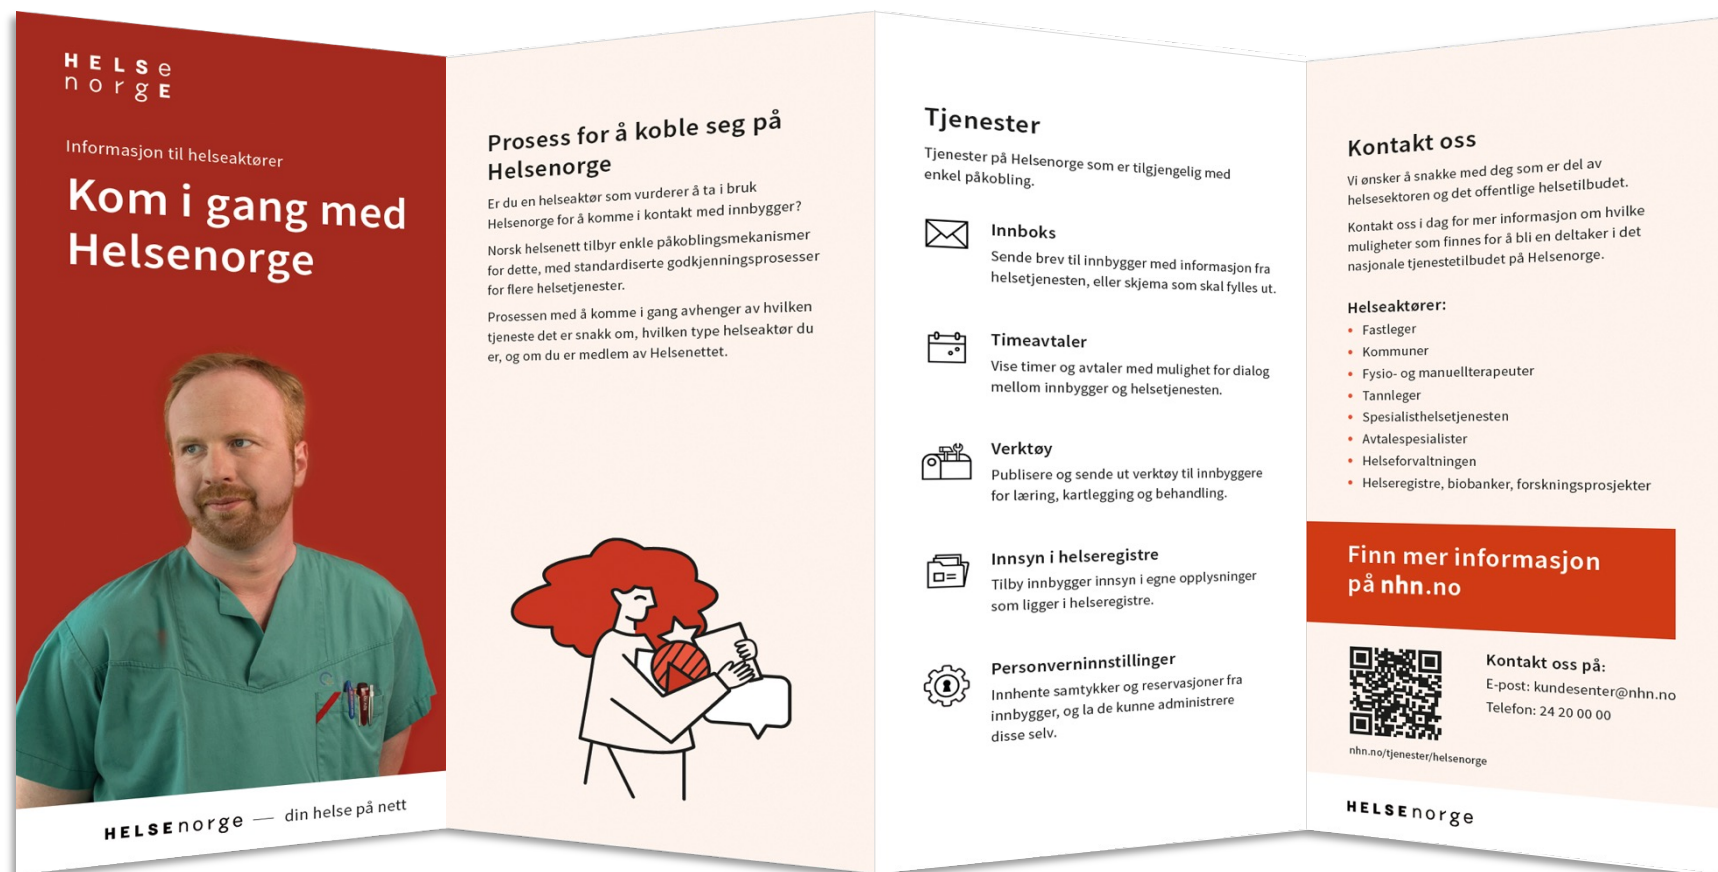 HELSe
norgE
Informasjon til helseaktører
Kom i gang med
Helsenorge
HELSEnorge — din helse på nett
Prosess for å koble seg på
Helsenorge
Er du en helseaktør som vurderer å ta i bruk
Helsenorge for å komme i kontakt med innbygger?
Norsk helsenett tilbyr enkle påkoblingsmekanismer
for dette, med standardiserte godkjenningsprosesser
for flere helsetjenester.
Prosessen med å komme i gang avhenger av hvilken
tjeneste det er snakk om, hvilken type helseaktør du
er, og om du er medlem av Helsenettet.
Tjenester
Tjenester på Helsenorge som er tilgjengelig med
enkel påkobling.
Innboks
Sende brev til innbygger med informasjon fra
helsetjenesten, eller skjema som skal fylles ut.
Timeavtaler
Vise timer og avtaler med mulighet for dialog
mellom innbygger og helsetjenesten.
Verktøy
Publisere og sende ut verktøy til innbyggere
for læring, kartlegging og behandling.
Innsyn i helseregistre
Tilby innbygger innsyn i egne opplysninger
som ligger i helseregistre.
Personverninnstillinger
Innhente samtykker og reservasjoner fra
innbygger, og la de kunne administrere
disse selv.
Kontakt oss
Vi ønsker å snakke med deg som er del av
helsesektoren og det offentlige helsetilbudet.
Kontakt oss i dag for mer informasjon om hvilke
muligheter som finnes for å bli en deltaker i det
nasjonale tjenestetilbudet på Helsenorge.
Helseaktører:
• Fastleger
• Kommuner
• Fysio- og manuellterapeuter
• Tannleger
• Spesialisthelsetjenesten
• Avtalespesialister
• Helseforvaltningen
• Helseregistre, biobanker, forskningsprosjekter
Finn mer informasjon
på nhn.no
Kontakt oss på:
E-post: kundesenter@nhn.no
Telefon: 24 20 00 00
nhn.no/tjenester/helsenorge
HELSEnorge